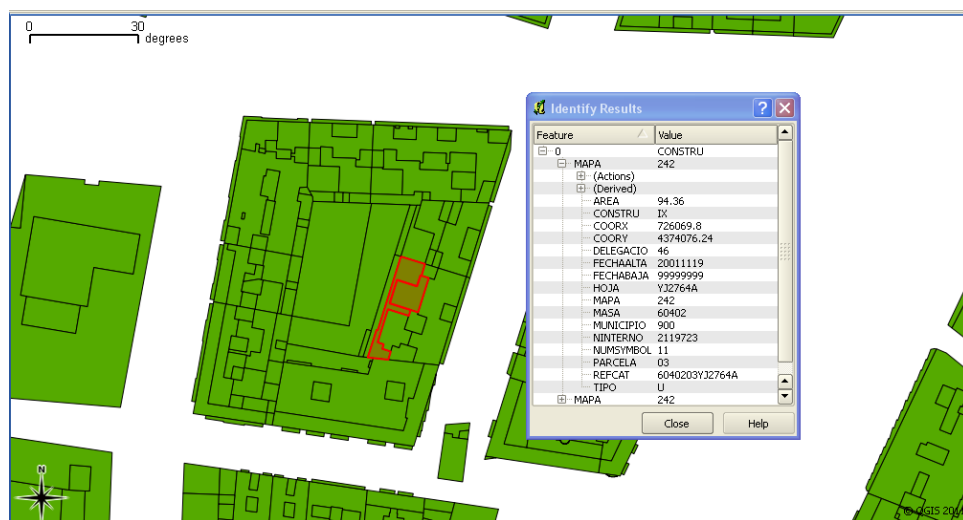 0 30
degrees
Identify Results
Feature Value
0 CONSTRU
MAPA 242
(Actions)
(Derived)
AREA 94.36
CONSTRU IX
COORX 726069.8
COORY 4374076.24
DELEGACIO 46
FECHAALTA 20011119
FECHABAJA 99999999
HOJA YJ2764A
MAPA 242
MASA 60402
MUNICIPIO 900
NINTERNO 2119723
NUMSYMBOL 11
PARCELA 03
REFCAT 6040203YJ2764A
TIPO U
MAPA 242
Close Help
N
© QGIS